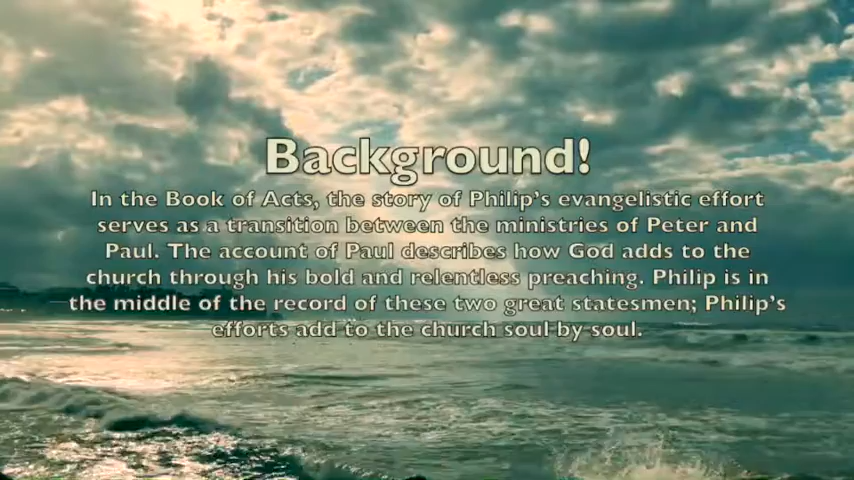 Background!
In the Book of Acts, the story of Philip's evangelistic effort
serves as a transition between the ministries of Peter and
Paul. The account of Paul describes how God adds to the
church through his bold and relentless preaching. Philip is in
the middle of the record of these two great statesmen; Philip's
efforts add to the church soul by soul.